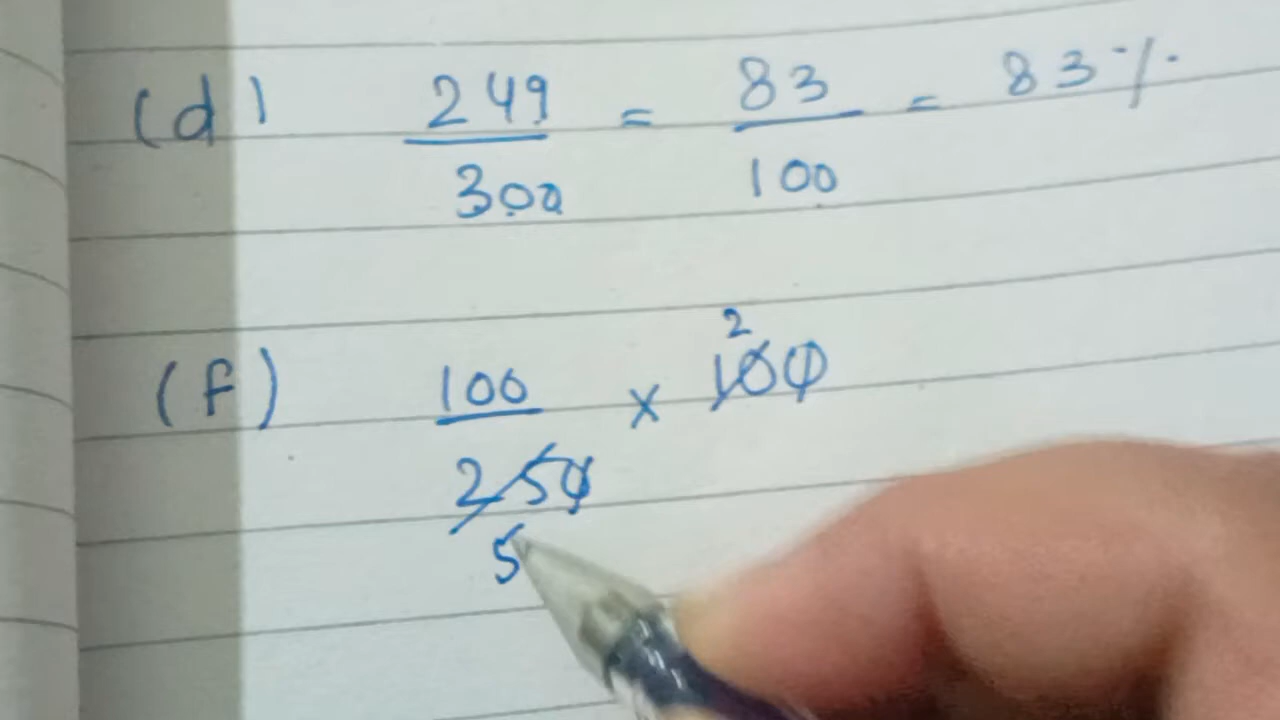 (d) 249/300 = 83/100 = 83%
2
(f) 100/250 × 100
5